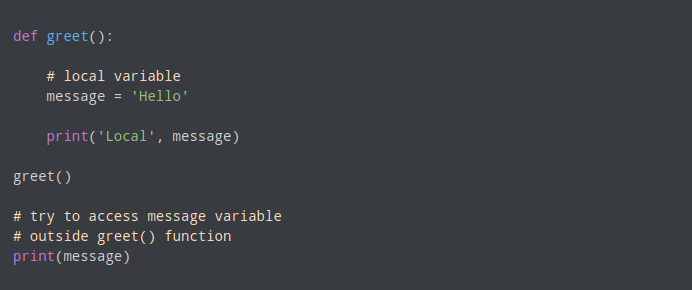 def greet():
    # local variable
    message = 'Hello'
    print('Local', message)
greet()
# try to access message variable
# outside greet() function
print(message)